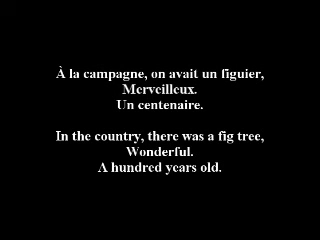 À la campagne, on avait un figuier,
Merveilleux.
Un centenaire.
In the country, there was a fig tree,
Wonderful.
A hundred years old.